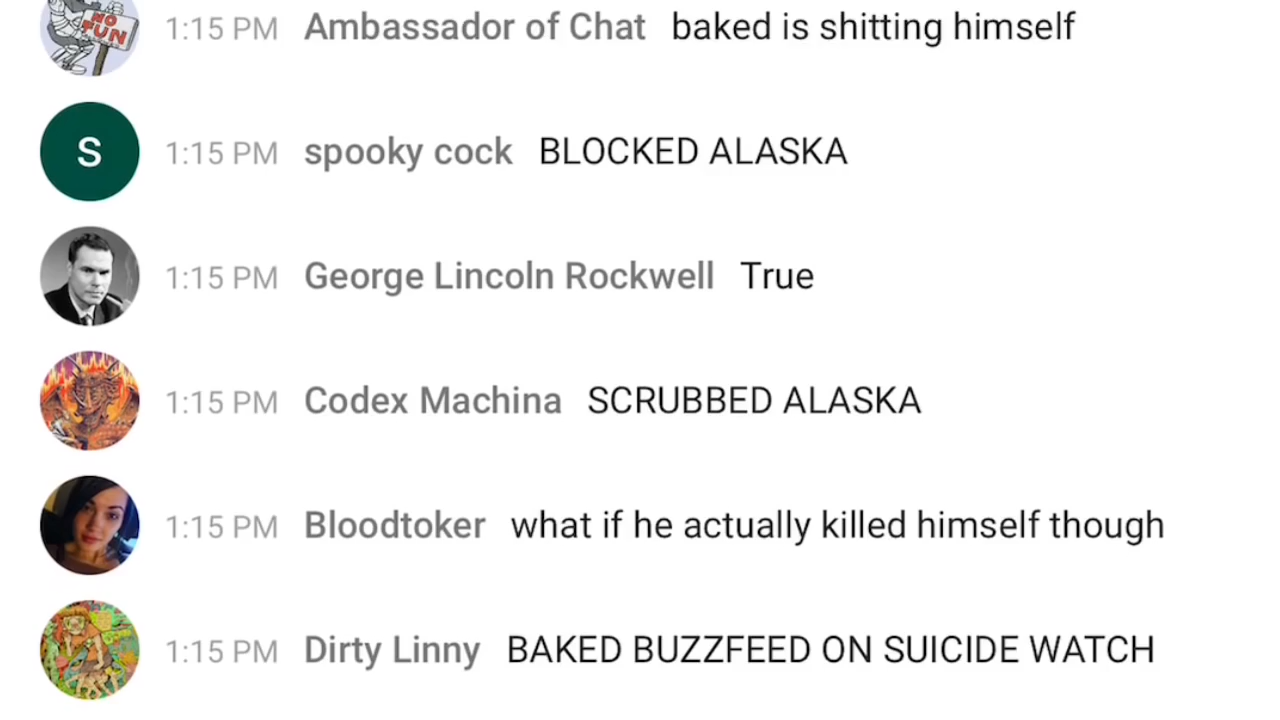 NO
FUN
1:15 PM Ambassador of Chat baked is shitting himself
S
1:15 PM spooky cock BLOCKED ALASKA
1:15 PM George Lincoln Rockwell True
1:15 PM Codex Machina SCRUBBED ALASKA
1:15 PM Bloodtoker what if he actually killed himself though
1:15 PM Dirty Linny BAKED BUZZFEED ON SUICIDE WATCH